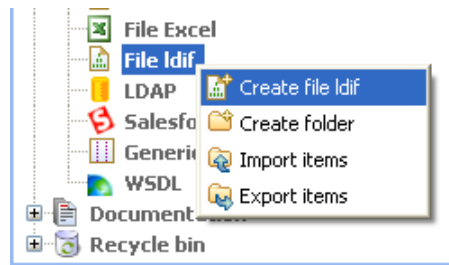 File Excel
File ldif
Create file ldif
LDAP
Create folder
Salesfo
Import items
Generi
WSDL
Export items
Document
Recycle bin